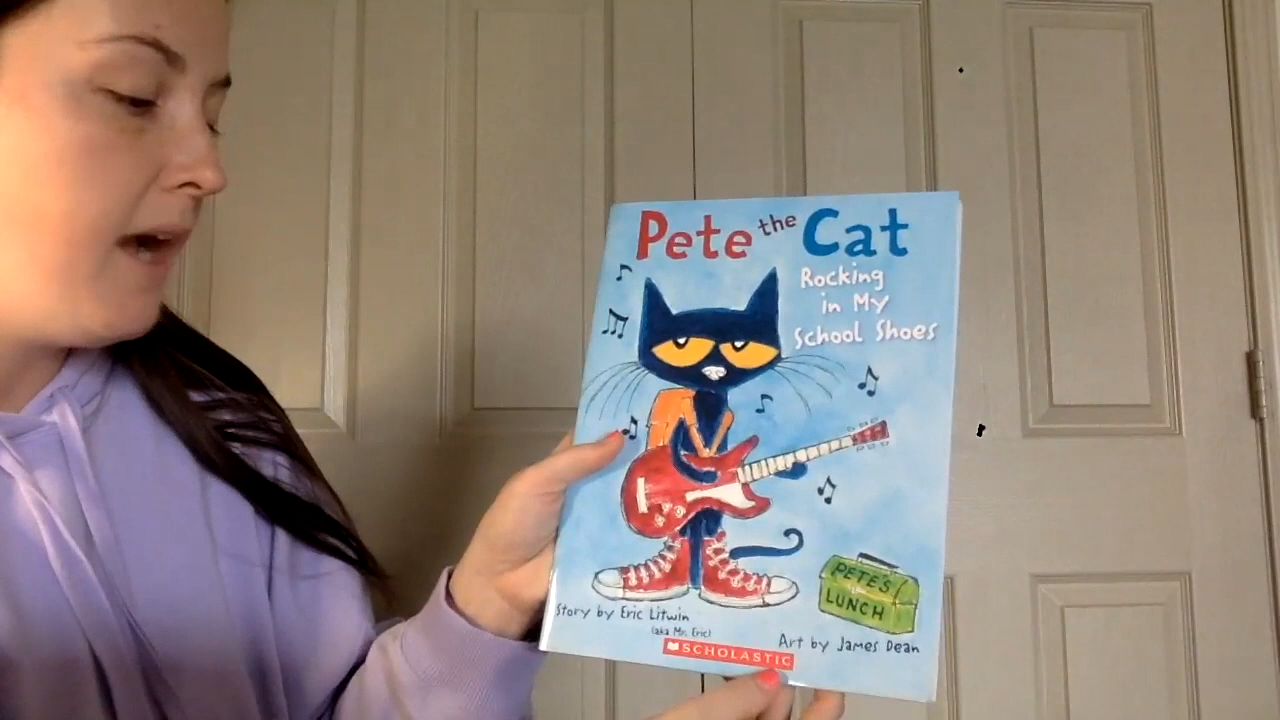 Pete the Cat
Rocking
in My
School Shoes
PETE'S
LUNCH
Story by Eric Litwin
(aka Mr. Eric)
Art by James Dean
SCHOLASTIC